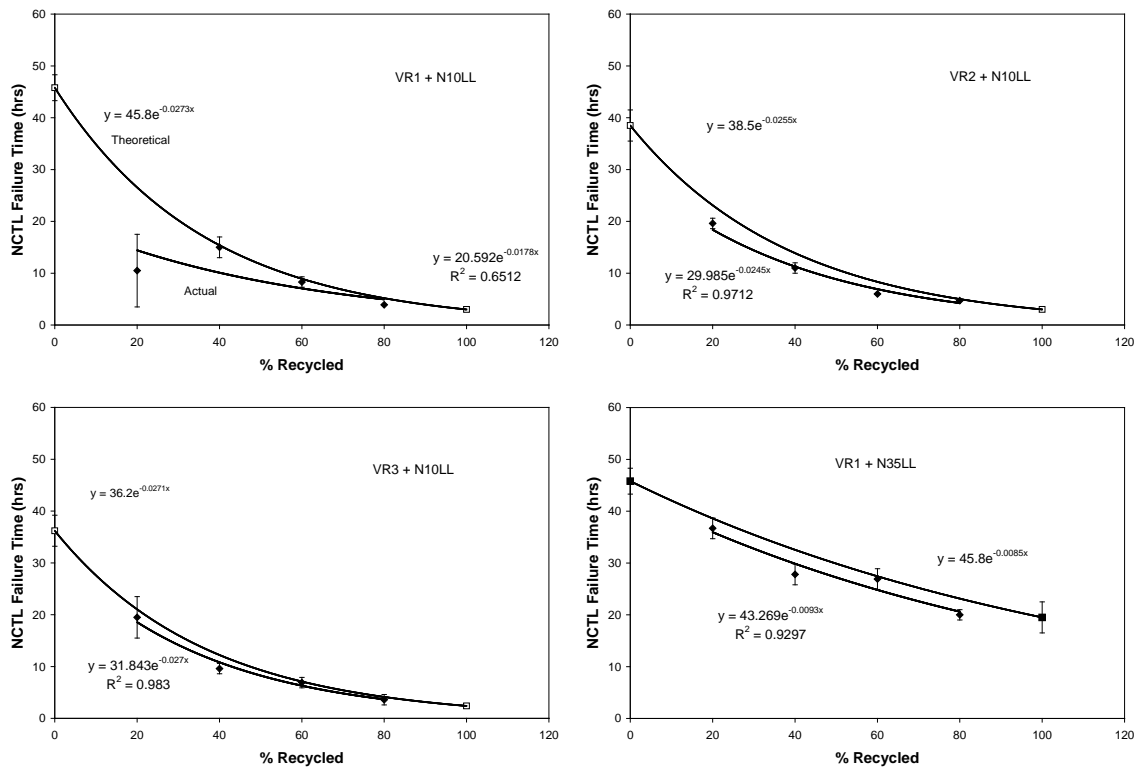 60
50
40
30
20
10
0
NCTL Failure Time (hrs)
VR1 + N10LL
y = 45.8e^-0.0273x
Theoretical
y = 20.592e^-0.0178x
R² = 0.6512
Actual
0 20 40 60 80 100 120
% Recycled
60
50
40
30
20
10
0
NCTL Failure Time (hrs)
VR2 + N10LL
y = 38.5e^-0.0255x
y = 29.985e^-0.0245x
R² = 0.9712
0 20 40 60 80 100 120
% Recycled
60
50
40
30
20
10
0
NCTL Failure Time (hrs)
VR3 + N10LL
y = 36.2e^-0.0271x
y = 31.843e^-0.027x
R² = 0.983
0 20 40 60 80 100 120
% Recycled
60
50
40
30
20
10
0
NCTL Failure Time (hrs)
VR1 + N35LL
y = 45.8e^-0.0085x
y = 43.269e^-0.0093x
R² = 0.9297
0 20 40 60 80 100 120
% Recycled